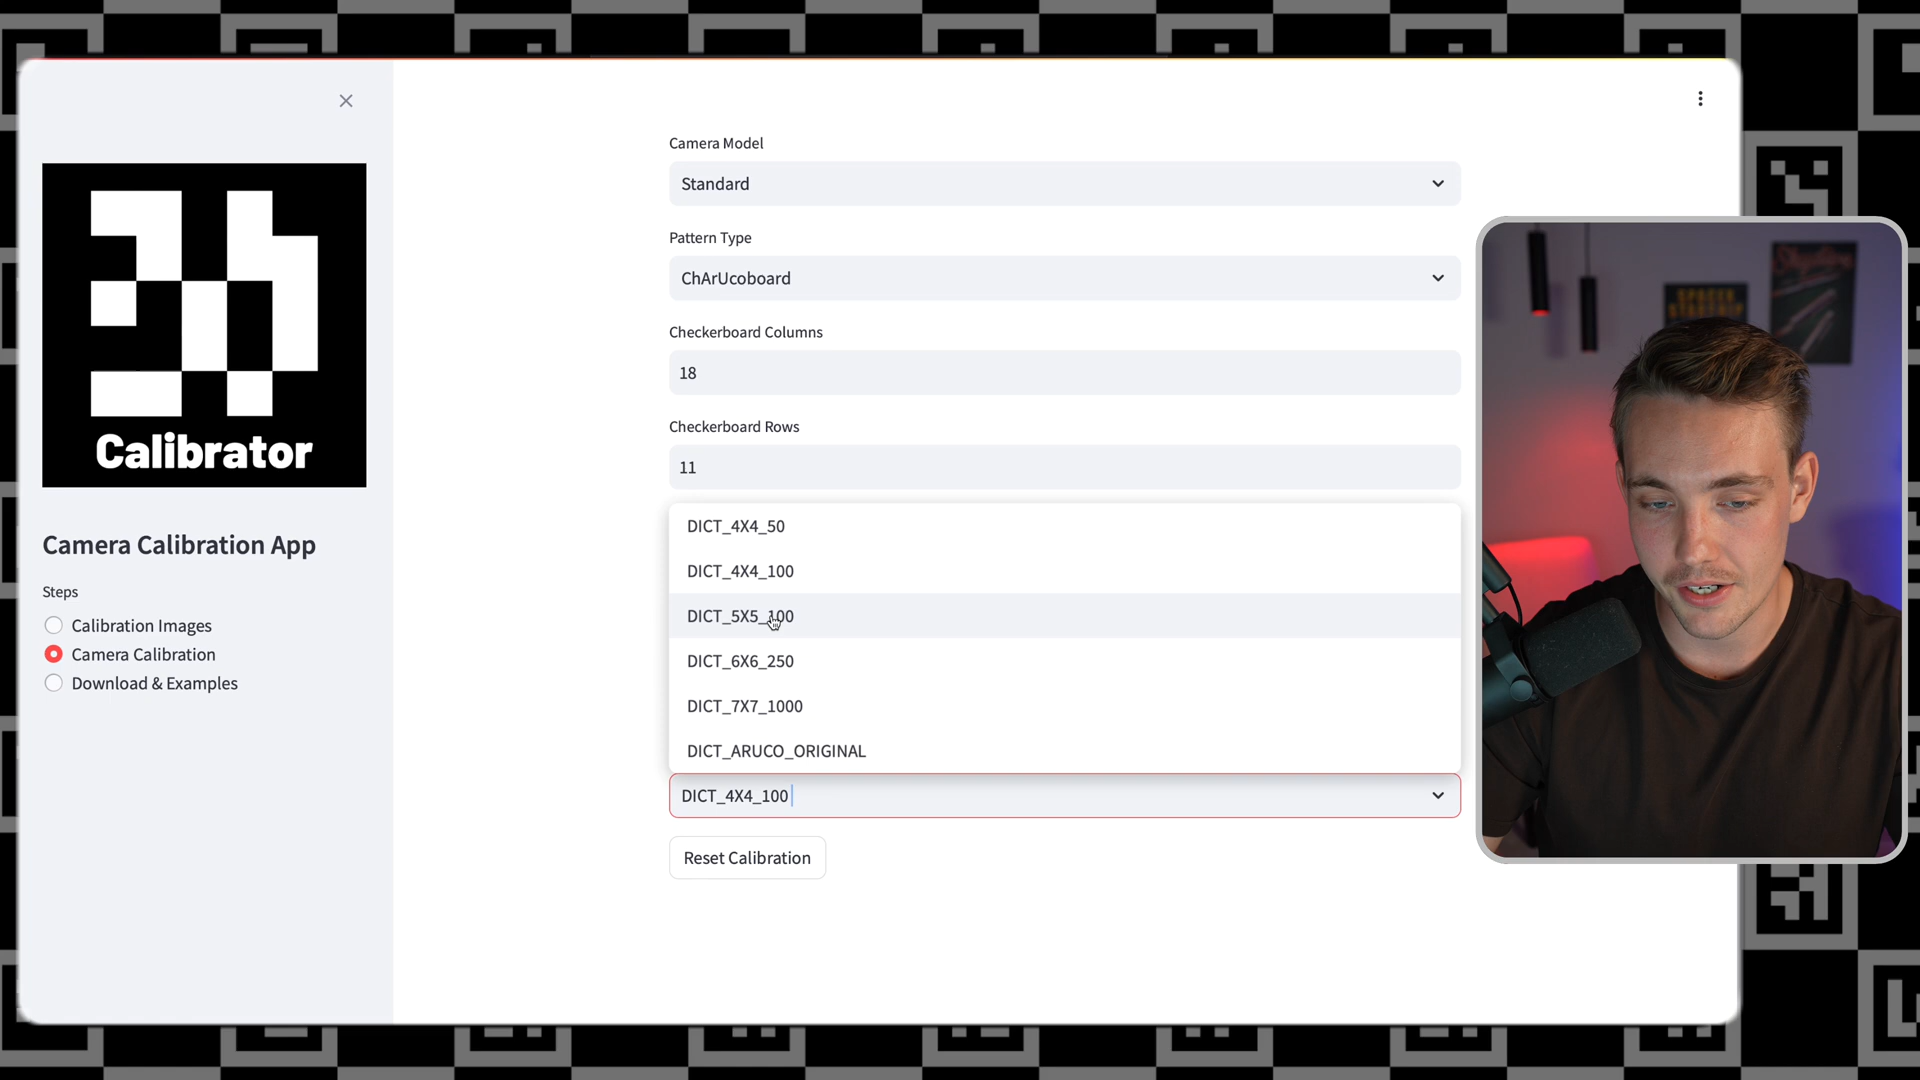 Calibrator
Camera Calibration App
Steps
Calibration Images
Camera Calibration
Download & Examples
Camera Model
Standard
Pattern Type
ChArUcoboard
Checkerboard Columns
18
Checkerboard Rows
11
DICT_4X4_50
DICT_4X4_100
DICT_5X5_100
DICT_6X6_250
DICT_7X7_1000
DICT_ARUCO_ORIGINAL
DICT_4X4_100
Reset Calibration